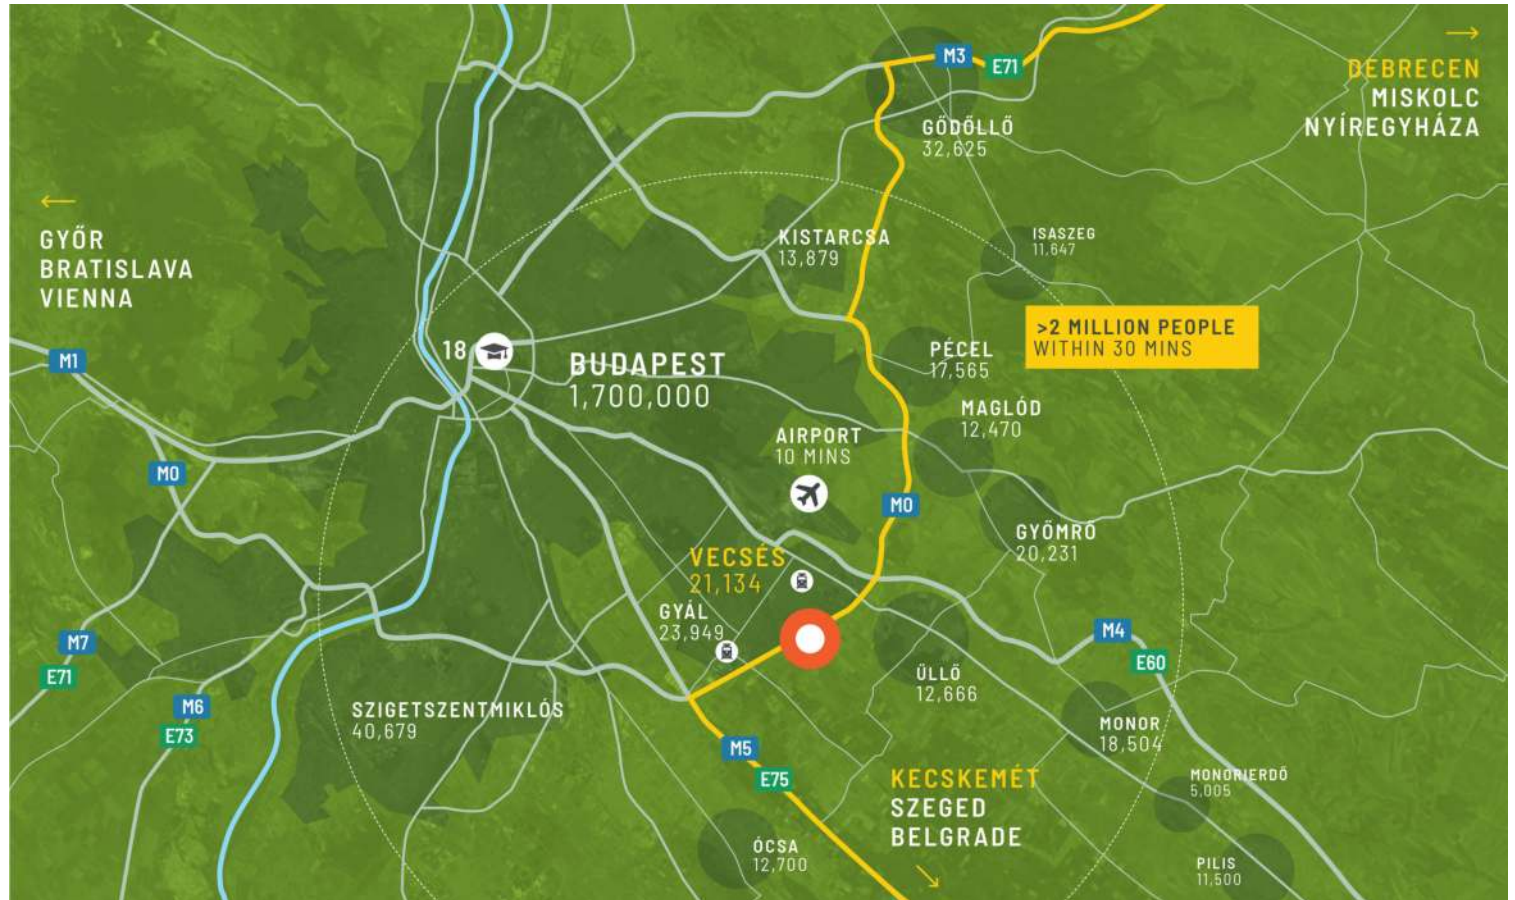 M3
E71
DEBRECEN
MISKOLC
NYÍREGYHÁZA
GŐDŐLLŐ
32,625
GYŐR
BRATISLAVA
VIENNA
KISTARCSA
13,879
ISASZEG
11,647
>2 MILLION PEOPLE
WITHIN 30 MINS
M1
18
BUDAPEST
1,700,000
PÉCEL
17,565
MAGLÓD
12,470
AIRPORT
10 MINS
M0
M0
GYŐMRŐ
20,231
VECSÉS
21,134
GYÁL
23,949
M7
E71
M4
E60
ÜLLŐ
12,666
M6
E73
SZIGETSZENTMIKLÓS
40,679
MONOR
18,504
M5
E75
KECSKEMÉT
SZEGED
BELGRADE
MONORIERDŐ
5,005
ÓCSA
12,700
PILIS
11,500